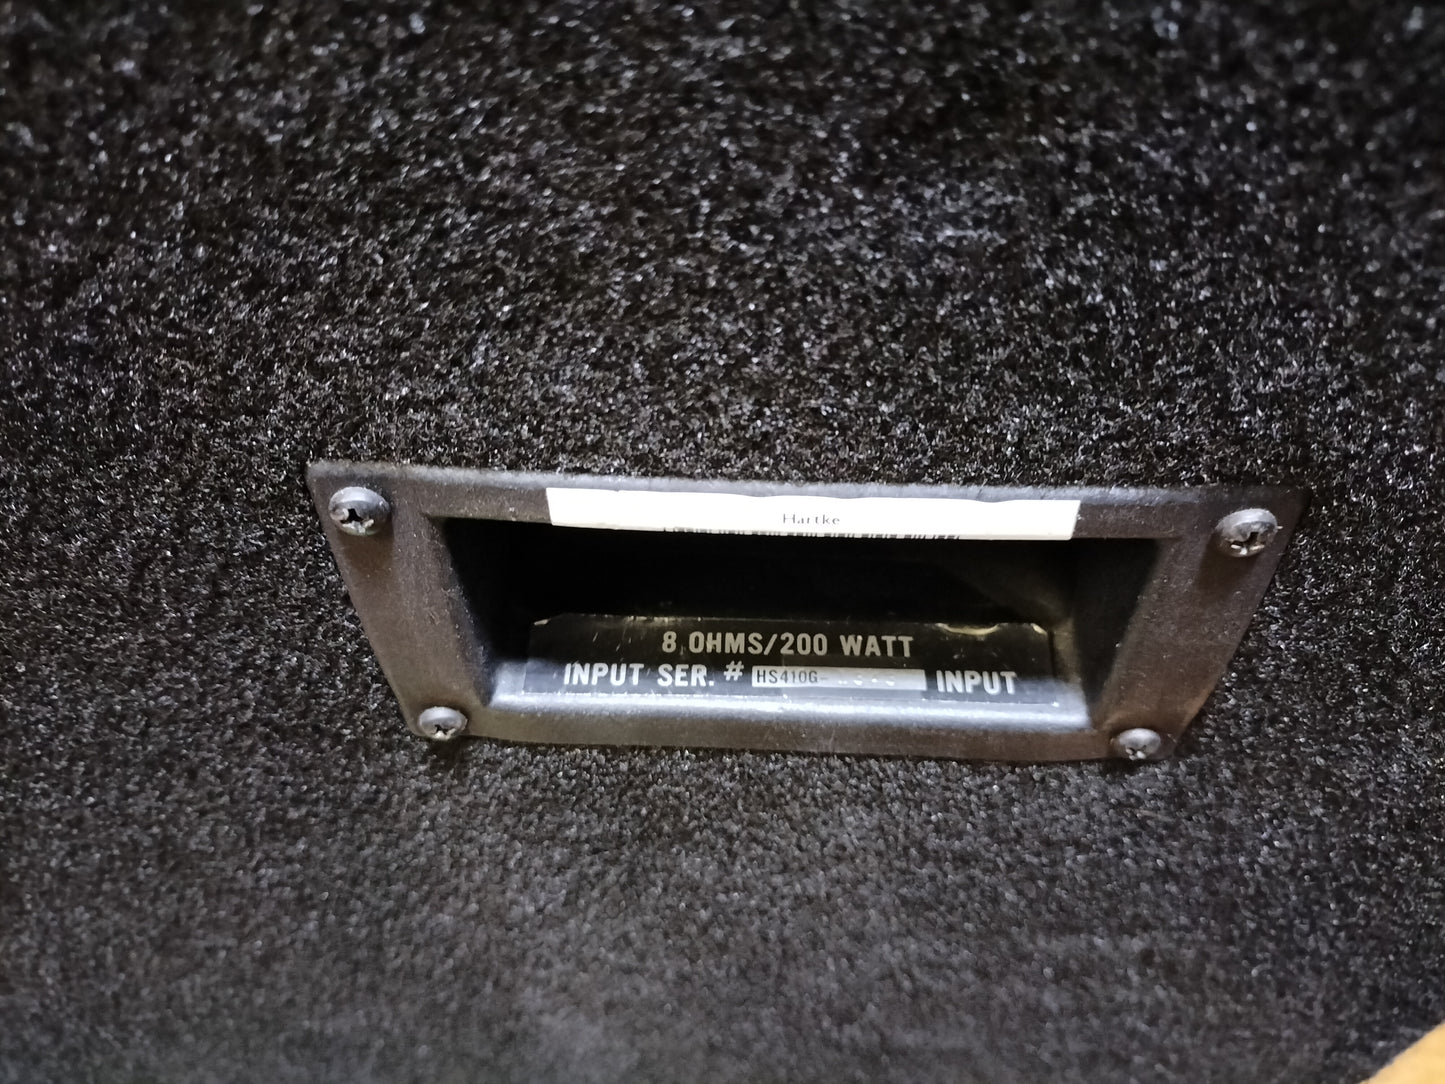 Hartke
8 OHMS/200 WATT
INPUT SER. # HS410G- INPUT